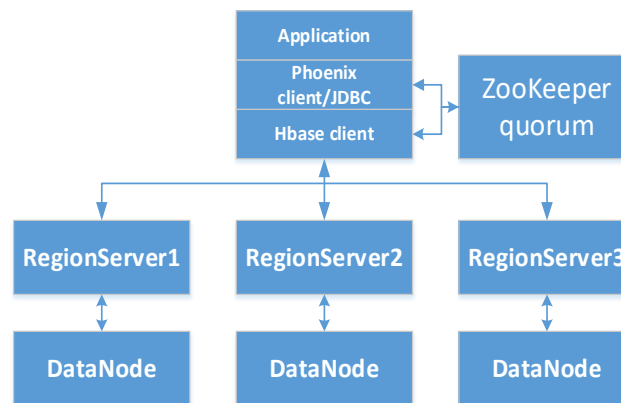 Application
Phoenix
client/JDBC
Hbase client
ZooKeeper
quorum
RegionServer1
RegionServer2
RegionServer3
DataNode
DataNode
DataNode